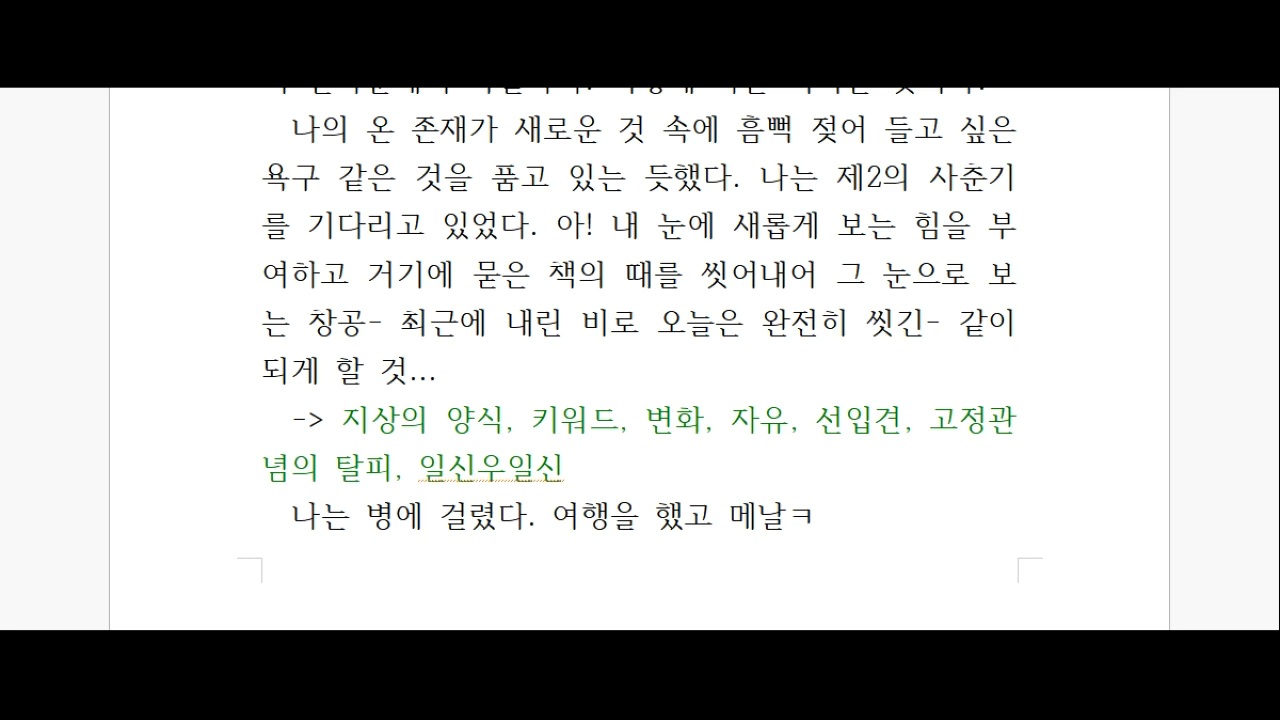 나의 온 존재가 새로운 것 속에 흠뻑 젖어 들고 싶은
욕구 같은 것을 품고 있는 듯했다. 나는 제2의 사춘기
를 기다리고 있었다. 아! 내 눈에 새롭게 보는 힘을 부
여하고 거기에 묻은 책의 때를 씻어내어 그 눈으로 보
는 창공- 최근에 내린 비로 오늘은 완전히 씻긴- 같이
되게 할 것...
-> 지상의 양식, 키워드, 변화, 자유, 선입견, 고정관
념의 탈피, 일신우일신
나는 병에 걸렸다. 여행을 했고 메날ㅋ